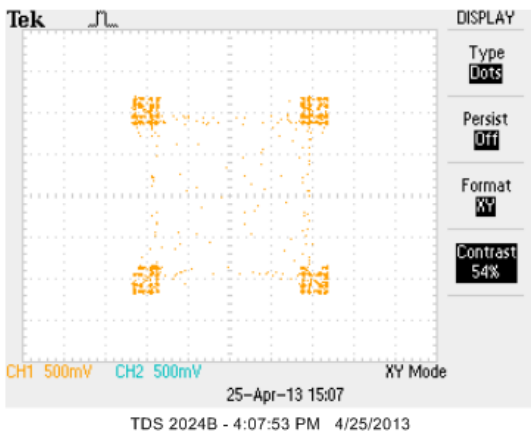 Tek
DISPLAY
Type
Dots
Persist
Off
Format
XY
Contrast
54%
CH1 500mV CH2 500mV XY Mode
25-Apr-13 15:07
TDS 2024B - 4:07:53 PM 4/25/2013